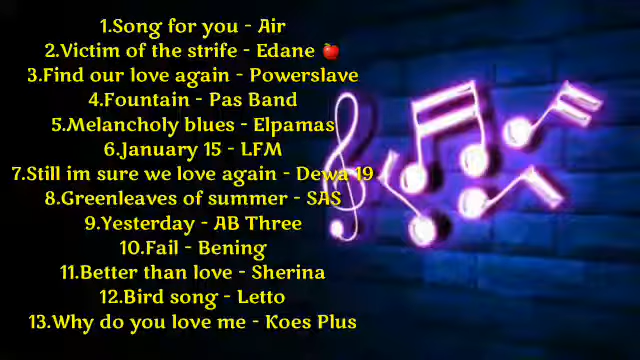 1.Song for you - Air
2.Victim of the strife - Edane 🍎
3.Find our love again - Powerslave
4.Fountain - Pas Band
5.Melancholy blues - Elpamas
6.January 15 - LFM
7.Still im sure we love again - Dewa 19
8.Greenleaves of summer - SAS
9.Yesterday - AB Three
10.Fail - Bening
11.Better than love - Sherina
12.Bird song - Letto
13.Why do you love me - Koes Plus